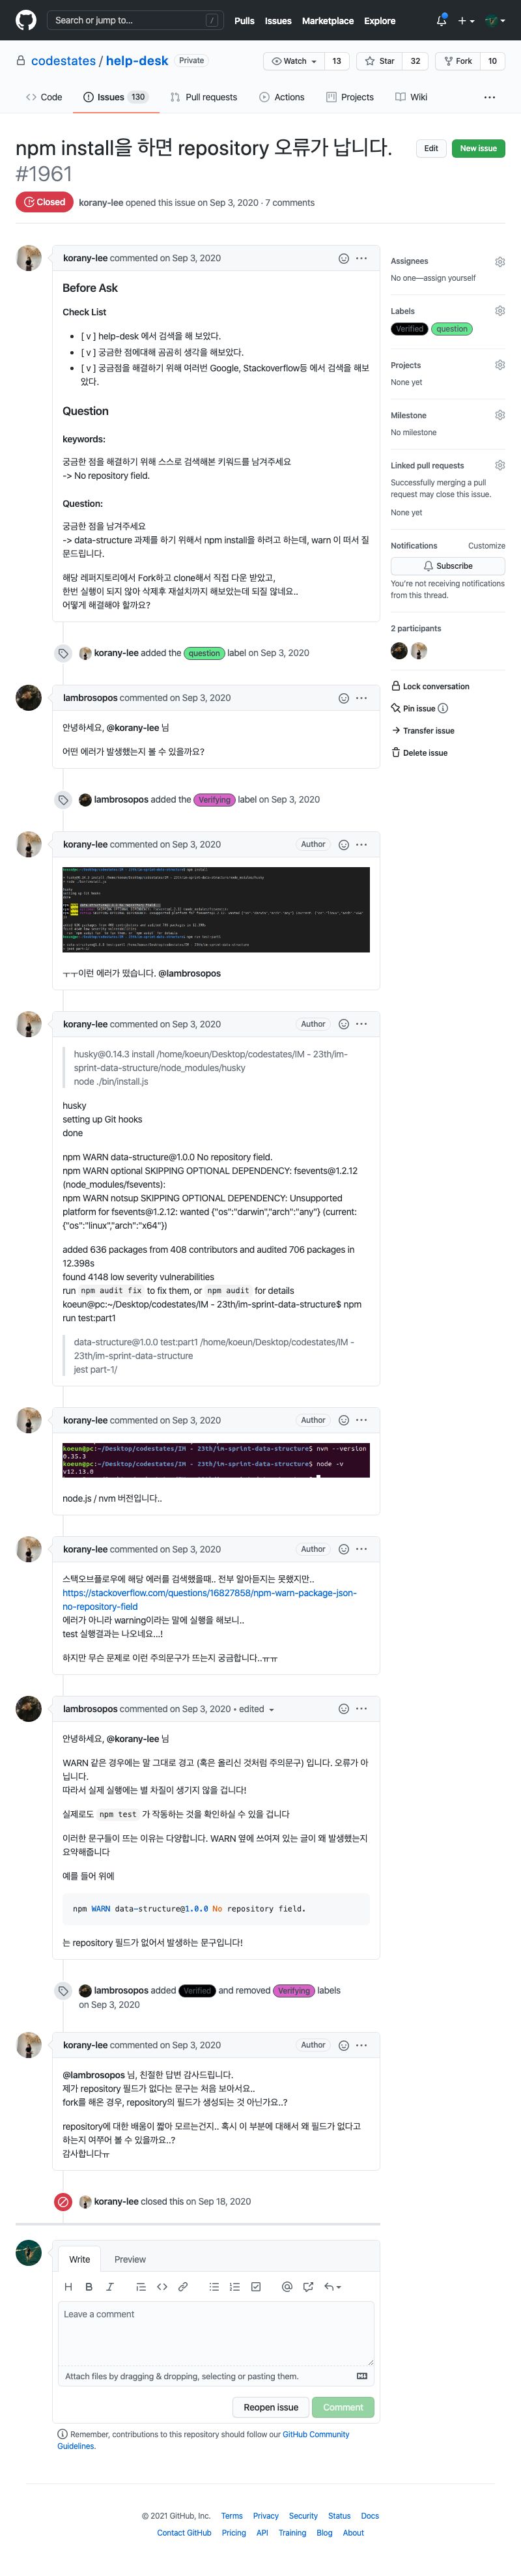 Search or jump to...
/
Pulls Issues Marketplace Explore
codestates / help-desk Private
Watch 13 Star 32 Fork 10
Code Issues 130 Pull requests Actions Projects Wiki
npm install을 하면 repository 오류가 납니다.
#1961
Edit New issue
Closed korany-lee opened this issue on Sep 3, 2020 · 7 comments
korany-lee commented on Sep 3, 2020
Before Ask
Check List
[ v ] help-desk 에서 검색을 해 보았다.
[ v ] 궁금한 점에대해 곰곰히 생각을 해보았다.
[ v ] 궁금점을 해결하기 위해 여러번 Google, Stackoverflow등 에서 검색을 해보
았다.
Question
keywords:
궁금한 점을 해결하기 위해 스스로 검색해본 키워드를 남겨주세요
-> No repository field.
Question:
궁금한 점을 남겨주세요
-> data-structure 과제를 하기 위해서 npm install을 하려고 하는데, warn 이 떠서 질
문드립니다.
해당 레퍼지토리에서 Fork하고 clone해서 직접 다운 받았고,
한번 실행이 되지 않아 삭제후 재설치까지 해보았는데 되질 않네요..
어떻게 해결해야 할까요?
Assignees
No one—assign yourself
Labels
Verified question
Projects
None yet
Milestone
No milestone
Linked pull requests
Successfully merging a pull
request may close this issue.
None yet
Notifications Customize
Subscribe
You're not receiving notifications
from this thread.
2 participants
Lock conversation
Pin issue
Transfer issue
Delete issue
korany-lee added the question label on Sep 3, 2020
lambrosopos commented on Sep 3, 2020
안녕하세요, @korany-lee 님
어떤 에러가 발생했는지 볼 수 있을까요?
lambrosopos added the Verifying label on Sep 3, 2020
korany-lee commented on Sep 3, 2020 Author
ㅜㅜ이런 에러가 떴습니다. @lambrosopos
korany-lee commented on Sep 3, 2020 Author
husky@0.14.3 install /home/koeun/Desktop/codestates/IM - 23th/im-
sprint-data-structure/node_modules/husky
node ./bin/install.js
husky
setting up Git hooks
done
npm WARN data-structure@1.0.0 No repository field.
npm WARN optional SKIPPING OPTIONAL DEPENDENCY: fsevents@1.2.12
(node_modules/fsevents):
npm WARN notsup SKIPPING OPTIONAL DEPENDENCY: Unsupported
platform for fsevents@1.2.12: wanted {"os":"darwin","arch":"any"} (current:
{"os":"linux","arch":"x64"})
added 636 packages from 408 contributors and audited 706 packages in
12.398s
found 4148 low severity vulnerabilities
run npm audit fix to fix them, or npm audit for details
koeun@pc:~/Desktop/codestates/IM - 23th/im-sprint-data-structure$ npm
run test:part1
data-structure@1.0.0 test:part1 /home/koeun/Desktop/codestates/IM -
23th/im-sprint-data-structure
jest part-1/
korany-lee commented on Sep 3, 2020 Author
koeun@pc:~/Desktop/codestates/IM - 23th/im-sprint-data-structure$ nvm --version
0.35.3
koeun@pc:~/Desktop/codestates/IM - 23th/im-sprint-data-structure$ node -v
v12.13.0
node.js / nvm 버전입니다..
korany-lee commented on Sep 3, 2020 Author
스택오브플로우에 해당 에러를 검색했을때.. 전부 알아듣지는 못했지만..
https://stackoverflow.com/questions/16827858/npm-warn-package-json-
no-repository-field
에러가 아니라 warning이라는 말에 실행을 해보니..
test 실행결과는 나오네요...!
하지만 무슨 문제로 이런 주의문구가 뜨는지 궁금합니다..ㅠㅠ
lambrosopos commented on Sep 3, 2020 • edited
안녕하세요, @korany-lee 님
WARN 같은 경우에는 말 그대로 경고 (혹은 올리신 것처럼 주의문구) 입니다. 오류가 아
닙니다.
따라서 실제 실행에는 별 차질이 생기지 않을 겁니다!
실제로도 npm test 가 작동하는 것을 확인하실 수 있을 겁니다
이러한 문구들이 뜨는 이유는 다양합니다. WARN 옆에 쓰여져 있는 글이 왜 발생했는지
요약해줍니다
예를 들어 위에
npm WARN data-structure@1.0.0 No repository field.
는 repository 필드가 없어서 발생하는 문구입니다!
lambrosopos added Verified and removed Verifying labels
on Sep 3, 2020
korany-lee commented on Sep 3, 2020 Author
@lambrosopos 님, 친절한 답변 감사드립니다.
제가 repository 필드가 없다는 문구는 처음 보아서요..
fork를 해온 경우, repository의 필드가 생성되는 것 아닌가요..?
repository에 대한 배움이 짧아 모르는건지.. 혹시 이 부분에 대해서 왜 필드가 없다고
하는지 여쭈어 볼 수 있을까요..?
감사합니다ㅠ
korany-lee closed this on Sep 18, 2020
Write Preview
Leave a comment
Attach files by dragging & dropping, selecting or pasting them.
Reopen issue Comment
Remember, contributions to this repository should follow our GitHub Community
Guidelines.
© 2021 GitHub, Inc. Terms Privacy Security Status Docs
Contact GitHub Pricing API Training Blog About